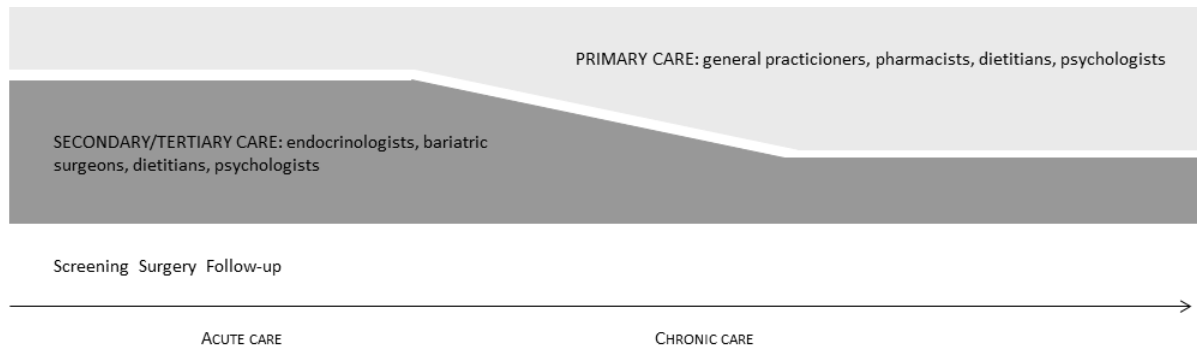 PRIMARY CARE: general practicioners, pharmacists, dietitians, psychologists
SECONDARY/TERTIARY CARE: endocrinologists, bariatric
surgeons, dietitians, psychologists
Screening Surgery Follow-up
ACUTE CARE
CHRONIC CARE